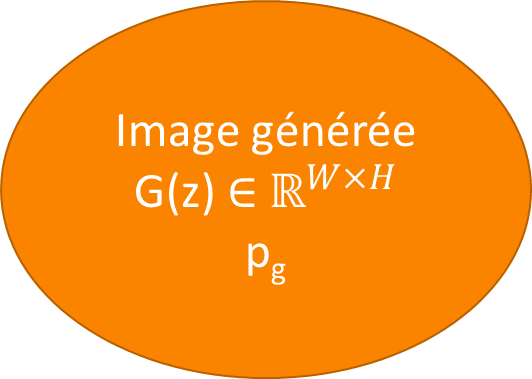 Image générée
G(z) ∈ ℝ^{W×H}
p_g